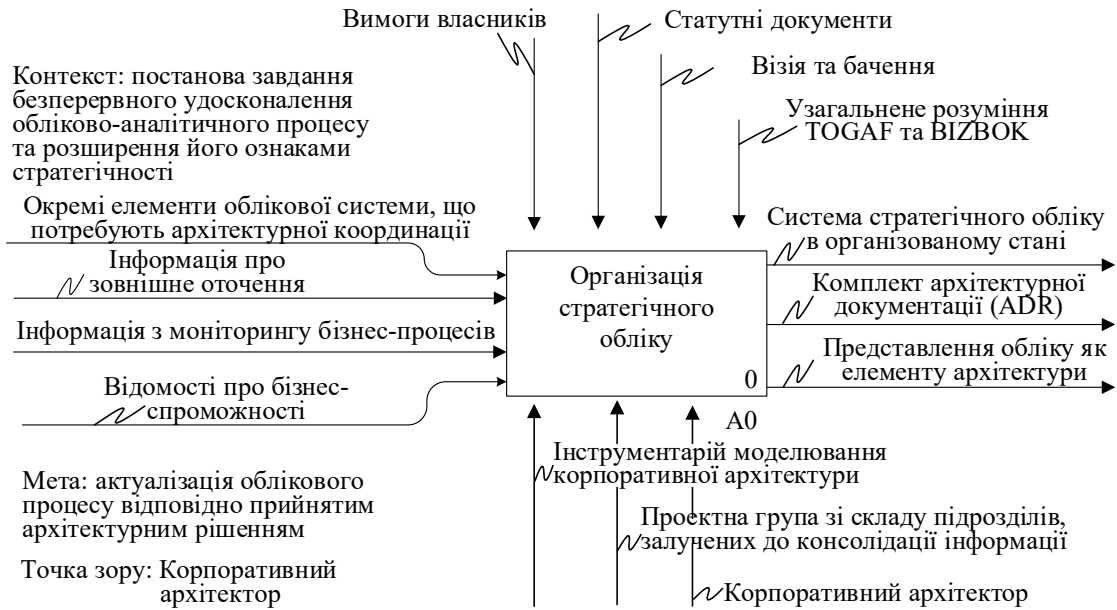 Вимоги власників
Статутні документи
Візія та бачення
Узагальнене розуміння
TOGAF та BIZBOK
Контекст: постанова завдання
безперервного удосконалення
обліково-аналітичного процесу
та розширення його ознаками
стратегічності
Окремі елементи облікової системи, що
потребують архітектурної координації
Інформація про
зовнішнє оточення
Інформація з моніторингу бізнес-процесів
Відомості про бізнес-
спроможності
Організація
стратегічного
обліку
0
A0
Система стратегічного обліку
в організованому стані
Комплект архітектурної
документації (ADR)
Представлення обліку як
елементу архітектури
Інструментарій моделювання
корпоративної архітектури
Проектна група зі складу підрозділів,
залучених до консолідації інформації
Корпоративний архітектор
Мета: актуалізація облікового
процесу відповідно прийнятим
архітектурним рішенням
Точка зору: Корпоративний
архітектор